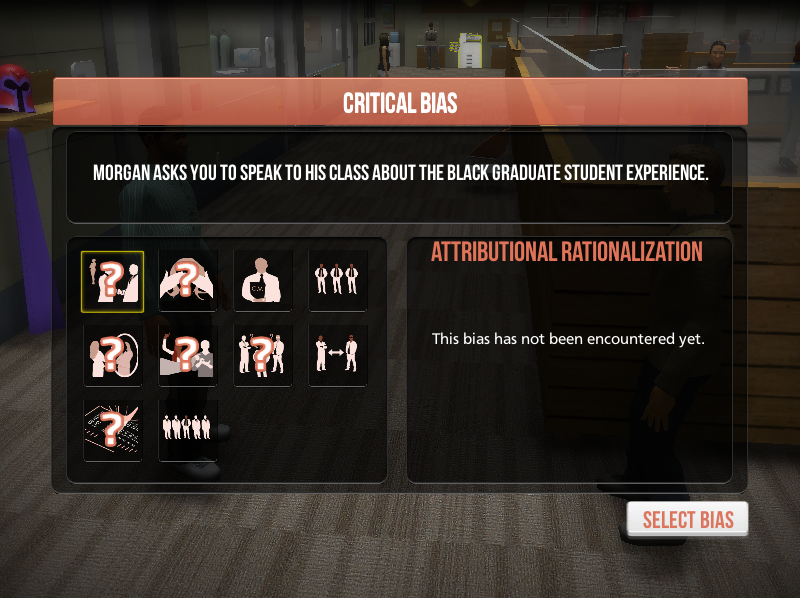 CRITICAL BIAS
MORGAN ASKS YOU TO SPEAK TO HIS CLASS ABOUT THE BLACK GRADUATE STUDENT EXPERIENCE.
ATTRIBUTIONAL RATIONALIZATION
This bias has not been encountered yet.
? ?
C.V.
? ? ?
?
SELECT BIAS